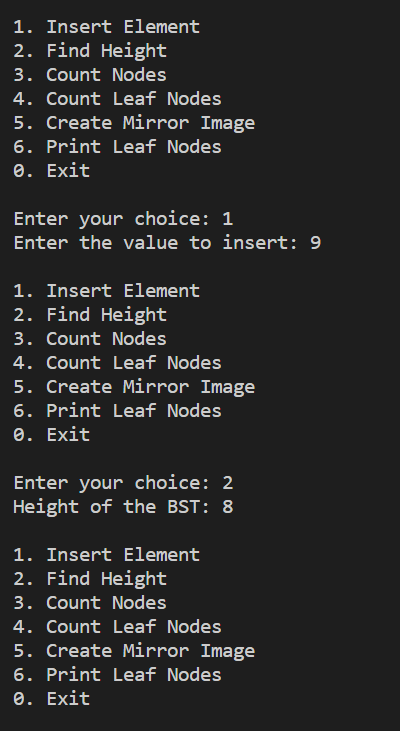 1. Insert Element
2. Find Height
3. Count Nodes
4. Count Leaf Nodes
5. Create Mirror Image
6. Print Leaf Nodes
0. Exit

Enter your choice: 1
Enter the value to insert: 9

1. Insert Element
2. Find Height
3. Count Nodes
4. Count Leaf Nodes
5. Create Mirror Image
6. Print Leaf Nodes
0. Exit

Enter your choice: 2
Height of the BST: 8

1. Insert Element
2. Find Height
3. Count Nodes
4. Count Leaf Nodes
5. Create Mirror Image
6. Print Leaf Nodes
0. Exit